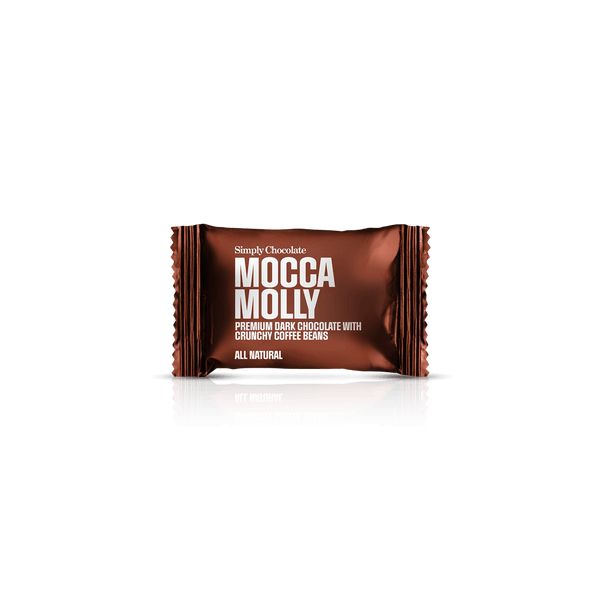 Simply Chocolate
MOCCA
MOLLY
PREMIUM DARK CHOCOLATE WITH
CRUNCHY COFFEE BEANS
ALL NATURAL